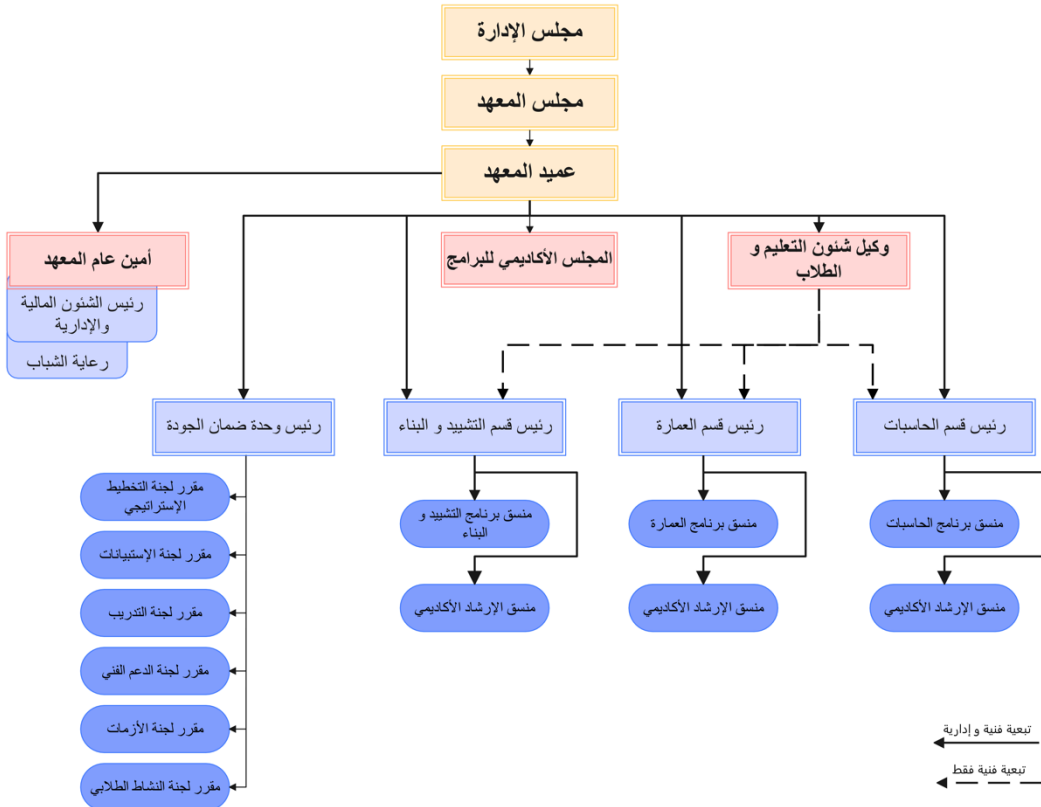 مجلس الإدارة
مجلس المعهد
عميد المعهد
وكيل شئون التعليم و
الطلاب
المجلس الأكاديمي للبرامج
أمين عام المعهد
رئيس الشئون المالية
والإدارية
رعاية الشباب
رئيس قسم الحاسبات
رئيس قسم العمارة
رئيس قسم التشييد و البناء
رئيس وحدة ضمان الجودة
منسق برنامج الحاسبات
منسق برنامج العمارة
منسق برنامج التشييد و
البناء
مقرر لجنة التخطيط
الإستراتيجي
مقرر لجنة الإستبيانات
منسق الإرشاد الأكاديمي
منسق الإرشاد الأكاديمي
منسق الإرشاد الأكاديمي
مقرر لجنة التدريب
مقرر لجنة الدعم الفني
مقرر لجنة الأزمات
مقرر لجنة النشاط الطلابي
تبعية فنية و إدارية
تبعية فنية فقط